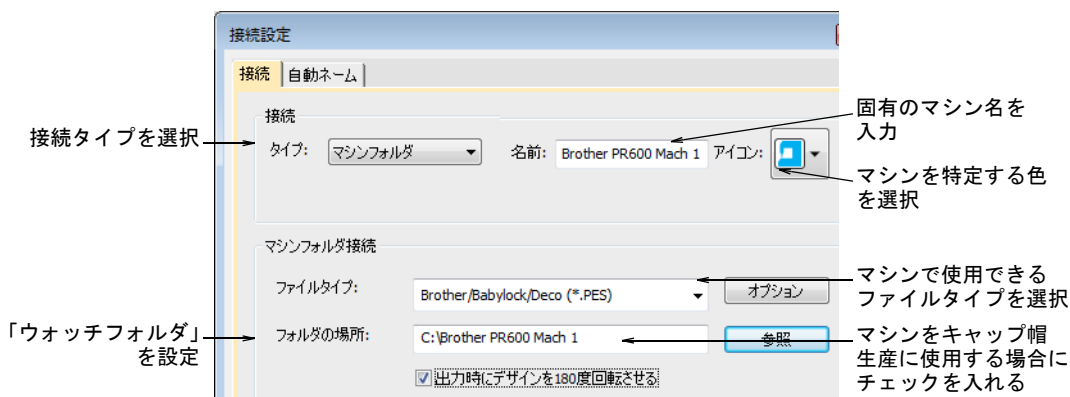 接続設定
接続 自動ネーム
接続
タイプ: マシンフォルダ 名前: Brother PR600 Mach 1 アイコン:
マシンフォルダ接続
ファイルタイプ: Brother/Babylock/Deco (*.PES) オプション
フォルダの場所: C:\Brother PR600 Mach 1 参照
出力時にデザインを180度回転させる
接続タイプを選択
「ウォッチフォルダ」
を設定
固有のマシン名を
入力
マシンを特定する色
を選択
マシンで使用できる
ファイルタイプを選択
マシンをキャップ帽
生産に使用する場合に
チェックを入れる